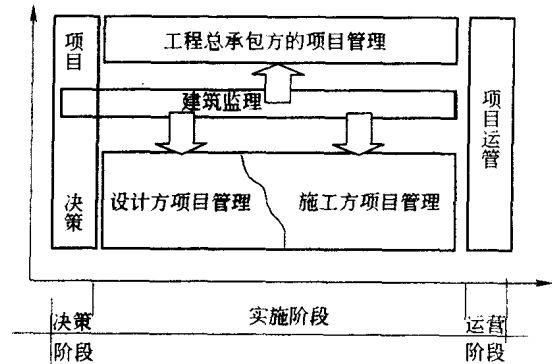 工程总承包方的项目管理
项目
决策
建筑监理
项目运管
设计方项目管理
施工方项目管理
决策
阶段
实施阶段
运营
阶段